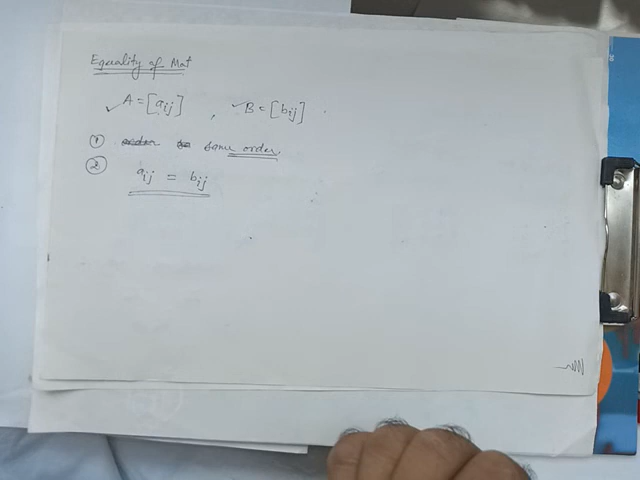 Equality of Mat
✓A = [aij] , ✓B = [bij]
① same order
② aij = bij